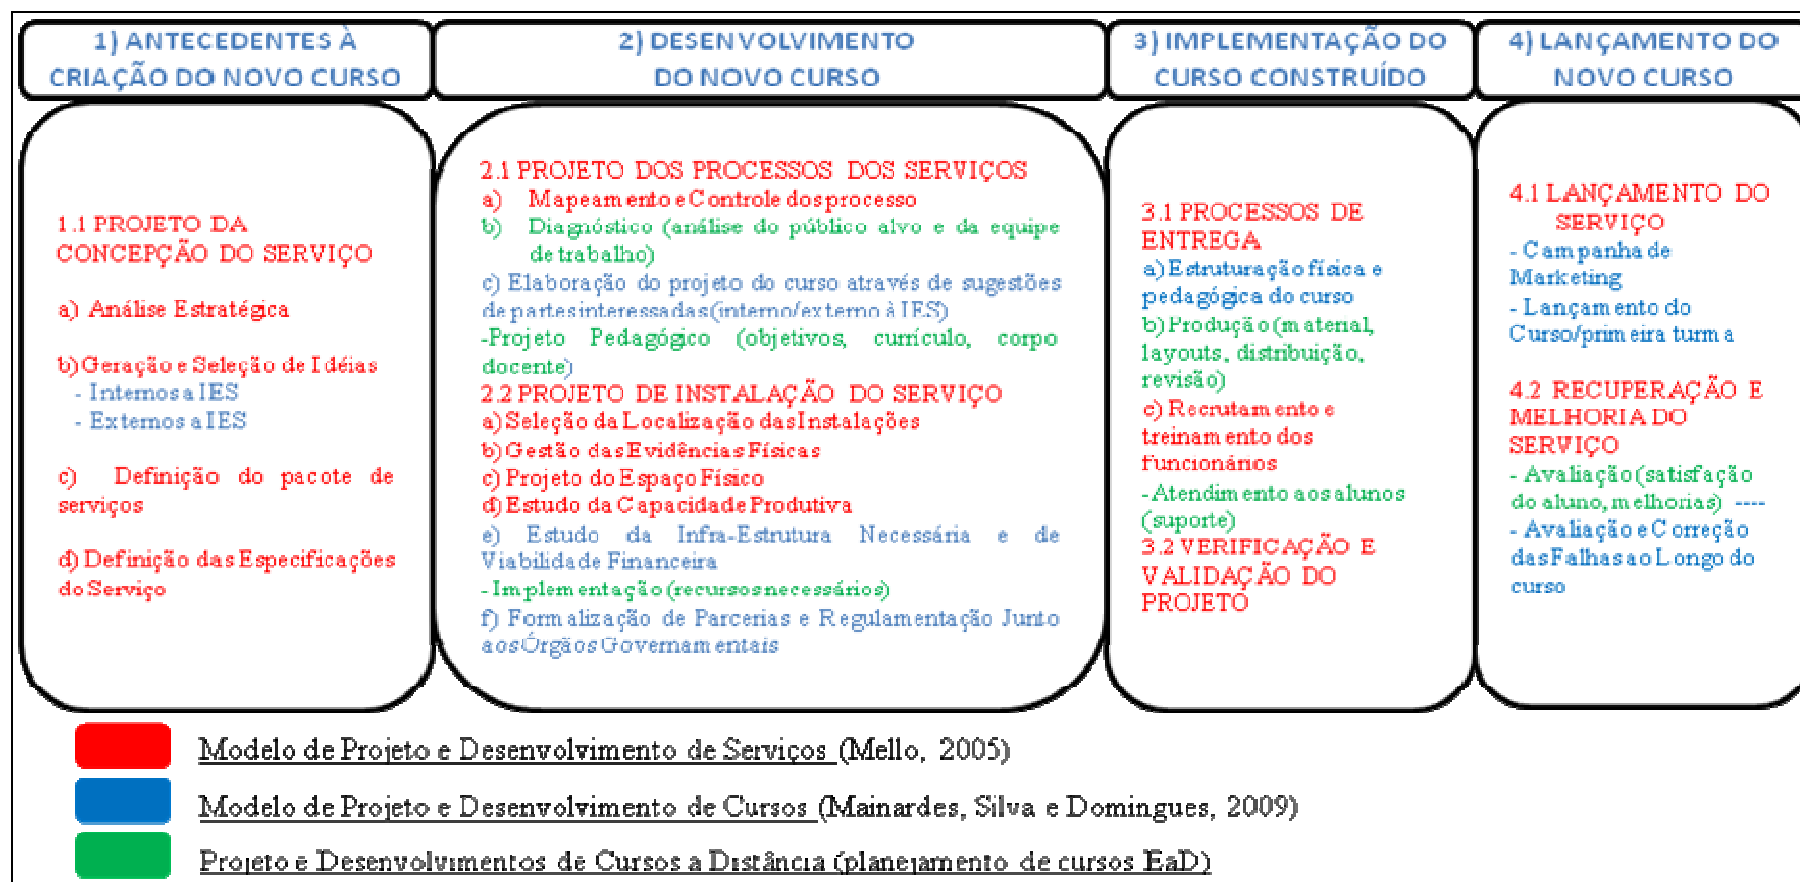 1) ANTECEDENTES À
CRIAÇÃO DO NOVO CURSO
2) DESENVOLVIMENTO
DO NOVO CURSO
3) IMPLEMENTAÇÃO DO
CURSO CONSTRUÍDO
4) LANÇAMENTO DO
NOVO CURSO
1.1 PROJETO DA
CONCEPÇÃO DO SERVIÇO
a) Análise Estratégica
b) Geração e Seleção de Idéias
- Internos a IES
- Externos a IES
c) Definição do pacote de
serviços
d) Definição das Especificações
do Serviço
2.1 PROJETO DOS PROCESSOS DOS SERVIÇOS
a) Mapeamento e Controle dos processo
b) Diagnóstico (análise do público alvo e da equipe
de trabalho)
c) Elaboração do projeto do curso através de sugestões
de partes interessadas (interno/externo à IES)
-Projeto Pedagógico (objetivos, currículo, corpo
docente)
2.2 PROJETO DE INSTALAÇÃO DO SERVIÇO
a) Seleção da Localização das Instalações
b) Gestão das Evidências Físicas
c) Projeto do Espaço Físico
d) Estudo da Capacidade Produtiva
e) Estudo da Infra-Estrutura Necessária e de
Viabilidade Financeira
- Implementação (recursos necessários)
f) Formalização de Parcerias e Regulamentação Junto
aos Órgãos Governamentais
3.1 PROCESSOS DE
ENTREGA
a) Estruturação física e
pedagógica do curso
b) Produção (material,
layouts, distribuição,
revisão)
c) Recrutamento e
treinamento dos
Funcionários
- Atendimento aos alunos
(suporte)
3.2 VERIFICAÇÃO E
VALIDAÇÃO DO
PROJETO
4.1 LANÇAMENTO DO
SERVIÇO
- Campanha de
Marketing
- Lançamento do
Curso/primeira turma
4.2 RECUPERAÇÃO E
MELHORIA DO
SERVIÇO
- Avaliação (satisfação
do aluno, melhorias) ----
- Avaliação e Correção
das Falhas ao Longo do
curso
Modelo de Projeto e Desenvolvimento de Serviços (Mello, 2005)
Modelo de Projeto e Desenvolvimento de Cursos (Mainardes, Silva e Domingues, 2009)
Projeto e Desenvolvimentos de Cursos a Distância (planejamento de cursos EaD)